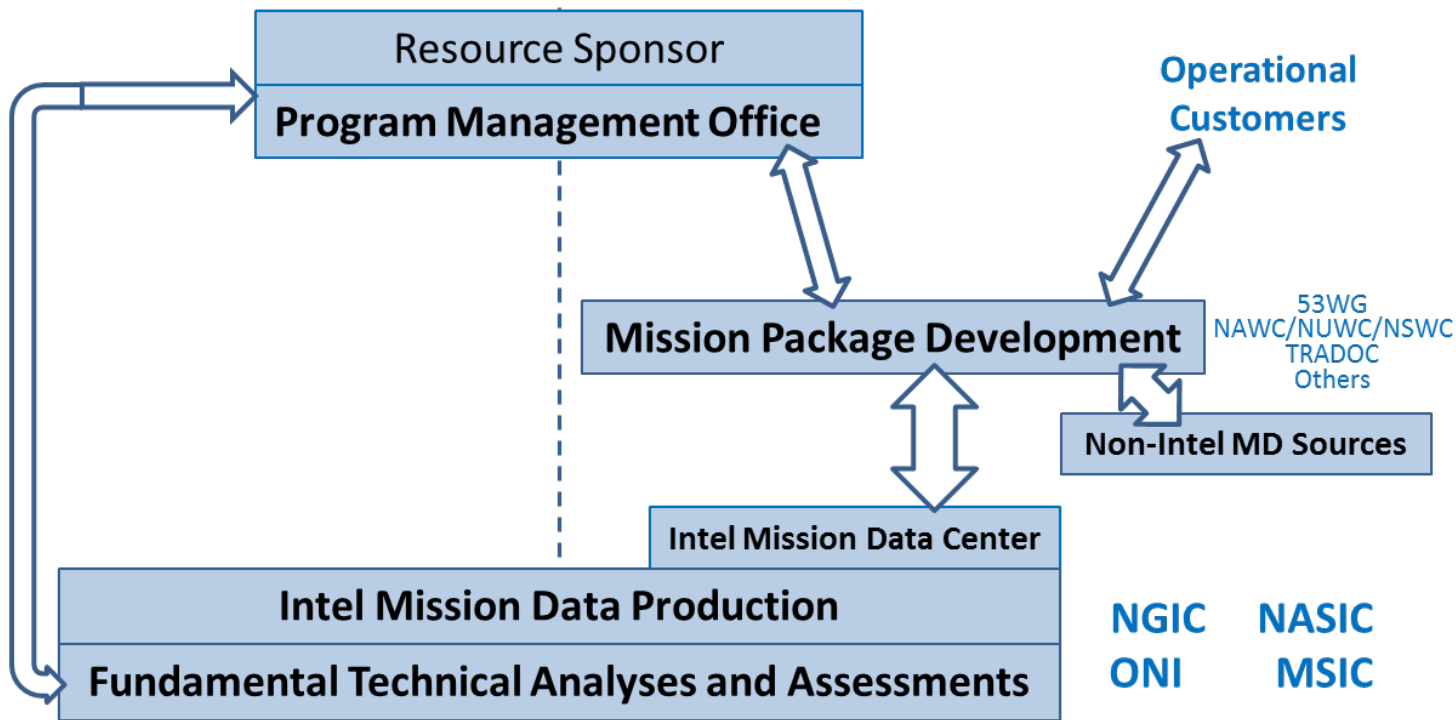 Resource Sponsor
Program Management Office
Operational
Customers
Mission Package Development
53WG
NAWC/NUWC/NSWC
TRADOC
Others
Non-Intel MD Sources
Intel Mission Data Center
Intel Mission Data Production
Fundamental Technical Analyses and Assessments
NGIC NASIC
ONI MSIC